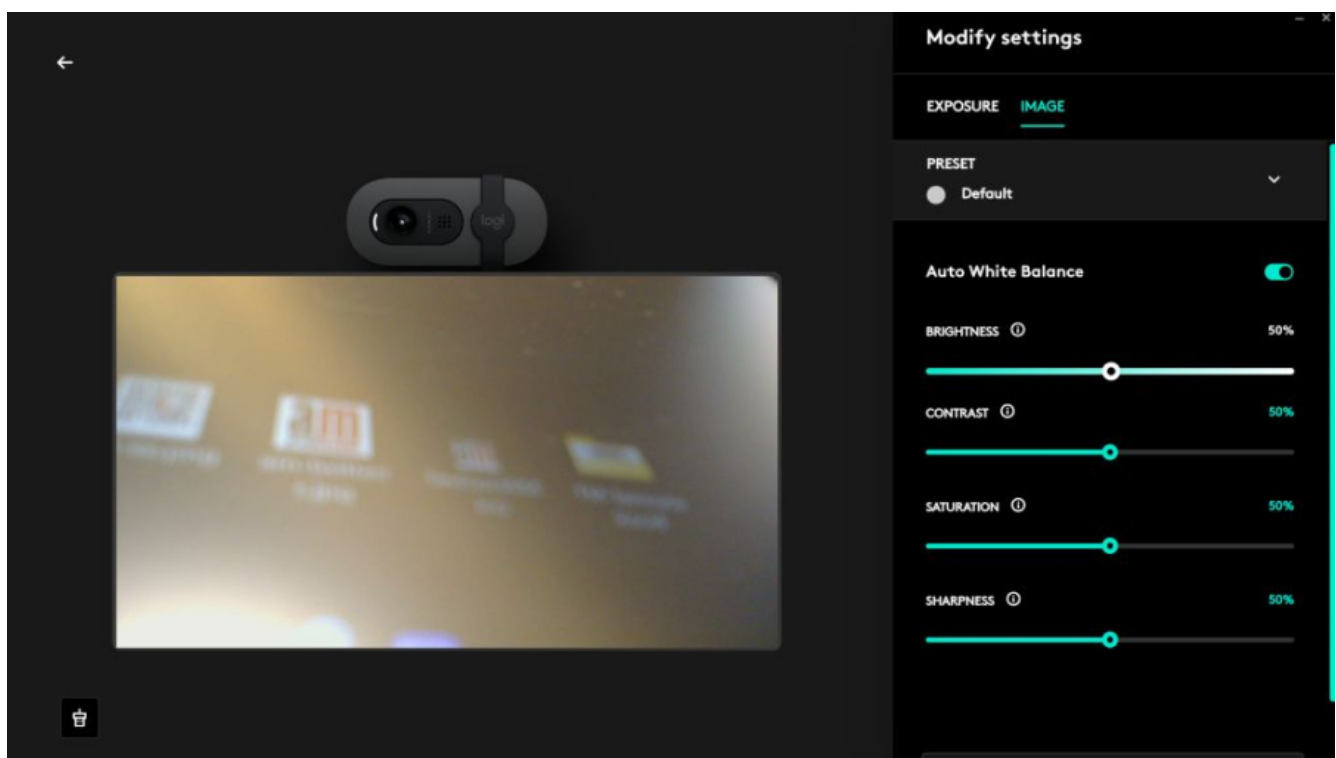 Modify settings
EXPOSURE IMAGE
PRESET
Default
logi
Auto White Balance
BRIGHTNESS 50%
CONTRAST 50%
SATURATION 50%
SHARPNESS 50%